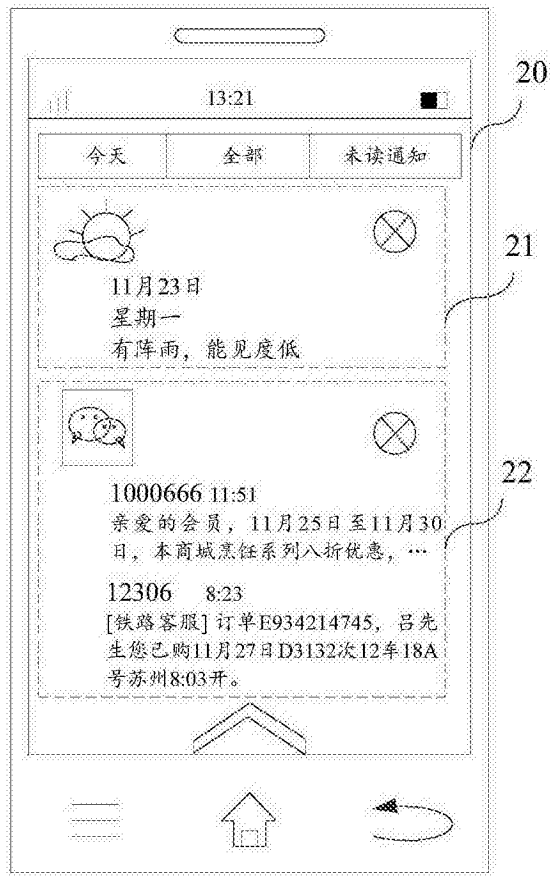 13:21
20
今天 全部 未读通知
21
11月23日
星期一
有阵雨，能见度低
22
1000666 11:51
亲爱的会员，11月25日至11月30
日，本商城烹饪系列八折优惠，…
12306 8:23
[铁路客服] 订单E934214745，吕先
生您已购11月27日D3132次12车18A
号苏州8:03开。